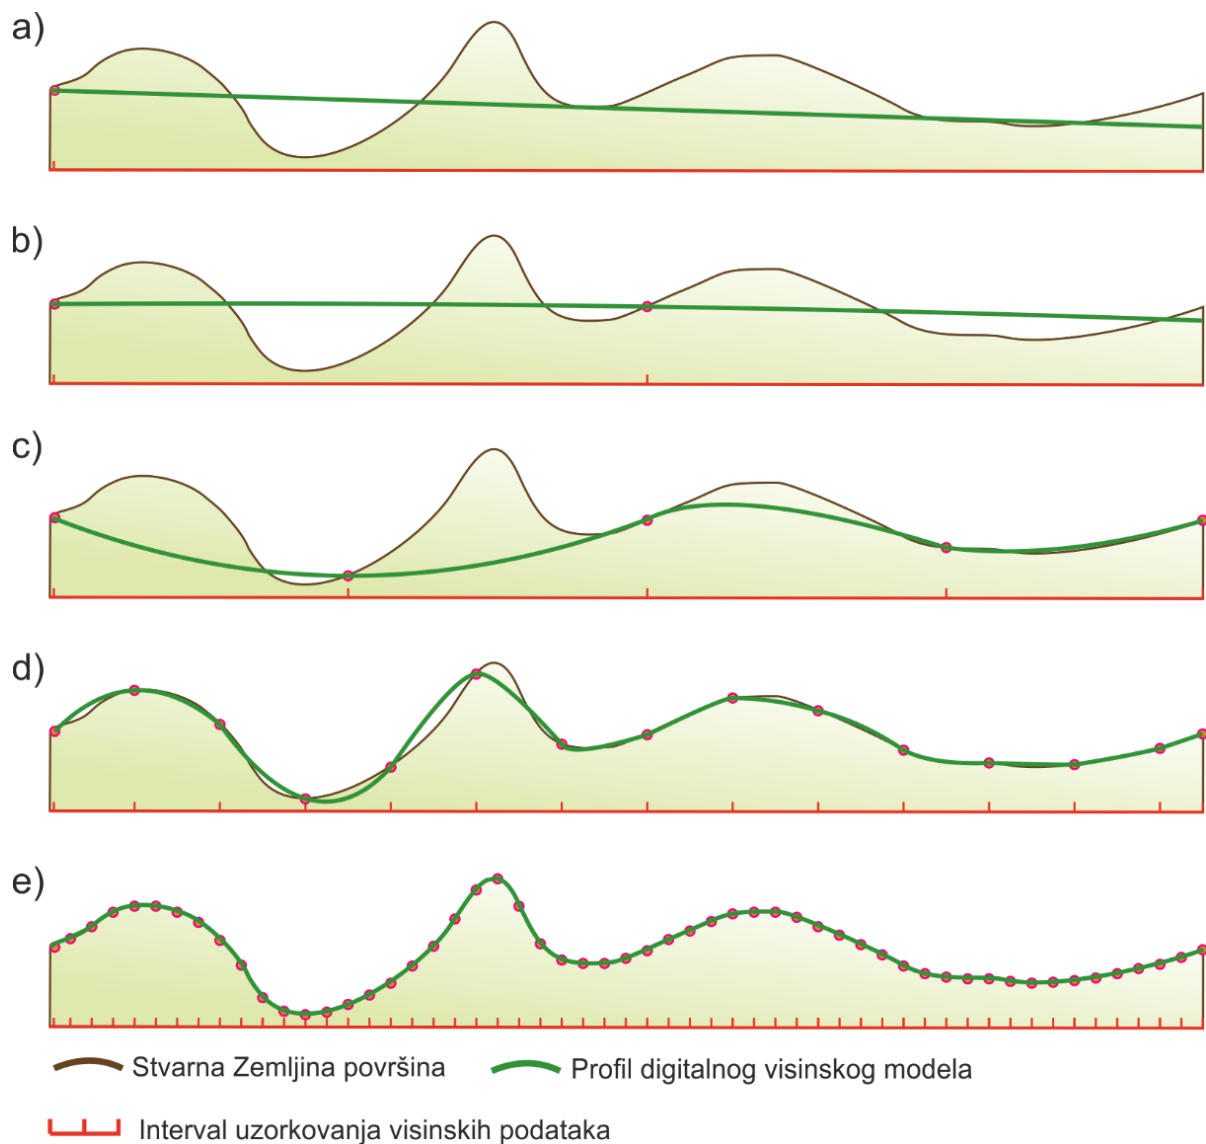 a)
b)
c)
d)
e)
Stvarna Zemljina površina
Profil digitalnog visinskog modela
Interval uzorkovanja visinskih podataka